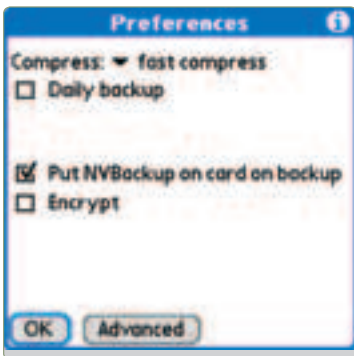 Preferences
Compress: fast compress
Daily backup
Put NVBackup on card on backup
Encrypt
OK Advanced